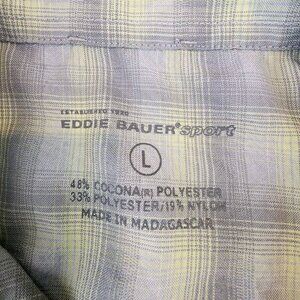 ESTABLISHED 1920
EDDIE BAUER® sport
L
48% COCONA(R) POLYESTER
33% POLYESTER/19% NYLON
MADE IN MADAGASCAR